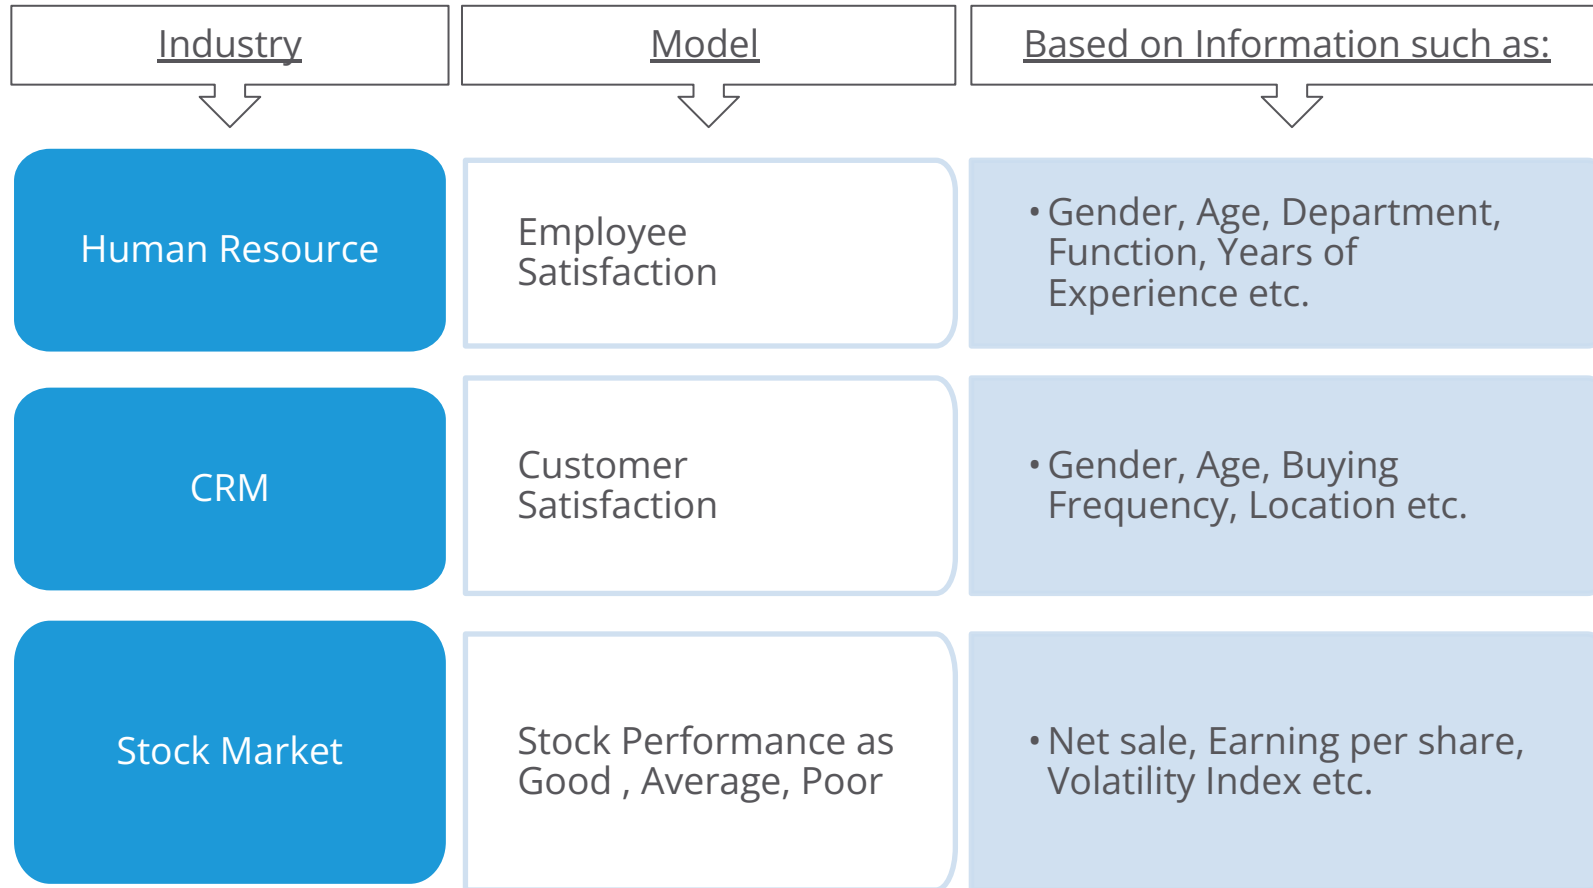 Industry
Model
Based on Information such as:
Human Resource
Employee
Satisfaction
• Gender, Age, Department,
Function, Years of
Experience etc.
CRM
Customer
Satisfaction
• Gender, Age, Buying
Frequency, Location etc.
Stock Market
Stock Performance as
Good , Average, Poor
• Net sale, Earning per share,
Volatility Index etc.